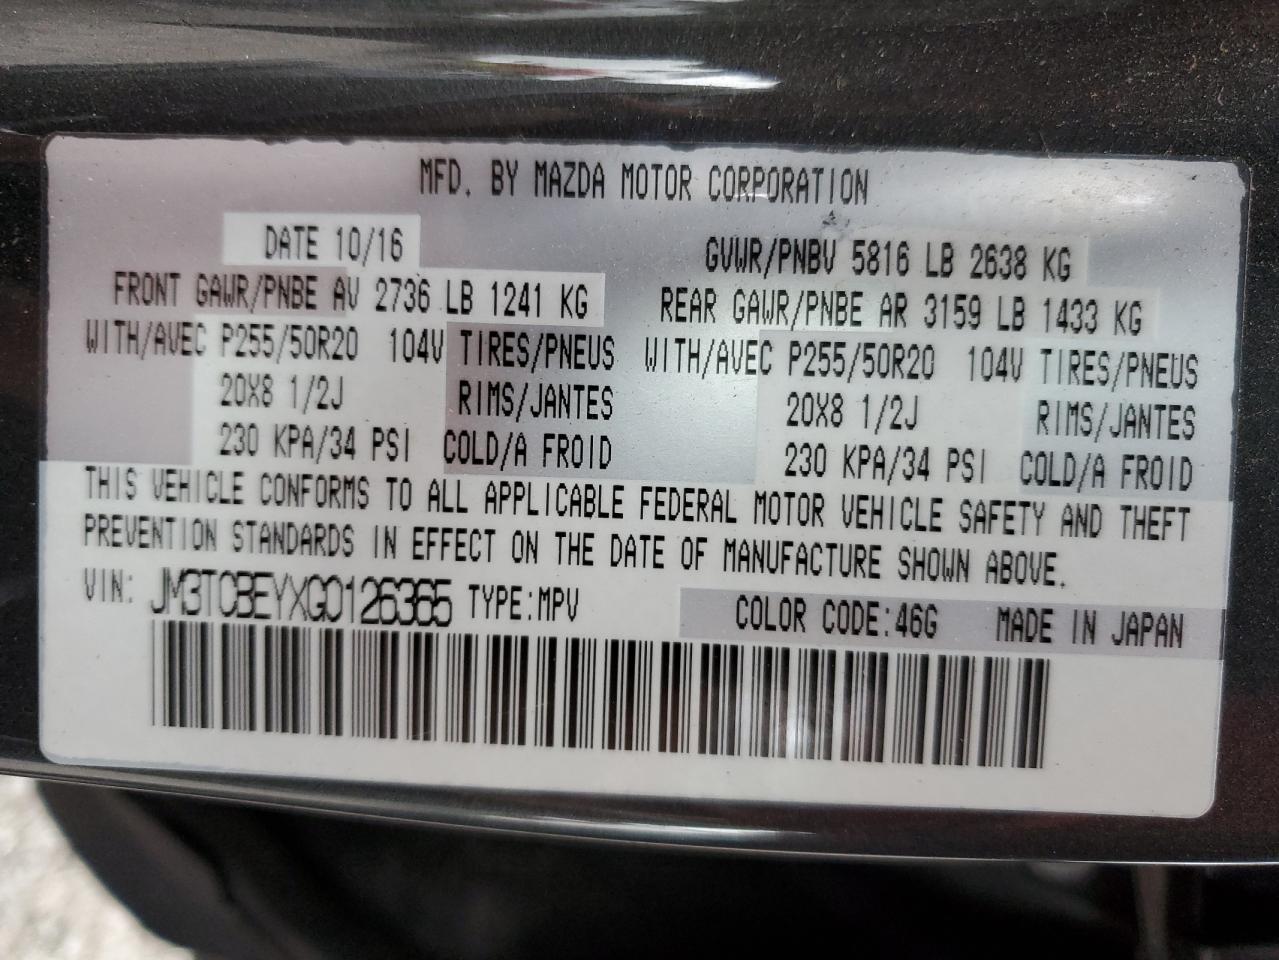 MFD. BY MAZDA MOTOR CORPORATION
DATE 10/16 GVWR/PNBV 5816 LB 2638 KG
FRONT GAWR/PNBE AV 2736 LB 1241 KG REAR GAWR/PNBE AR 3159 LB 1433 KG
WITH/AVEC P255/50R20 104V TIRES/PNEUS WITH/AVEC P255/50R20 104V TIRES/PNEUS
20X8 1/2J RIMS/JANTES 20X8 1/2J RIMS/JANTES
230 KPA/34 PSI COLD/A FROID 230 KPA/34 PSI COLD/A FROID
THIS VEHICLE CONFORMS TO ALL APPLICABLE FEDERAL MOTOR VEHICLE SAFETY AND THEFT
PREVENTION STANDARDS IN EFFECT ON THE DATE OF MANUFACTURE SHOWN ABOVE.
VIN: JM3TCBEYXG0126365 TYPE:MPV COLOR CODE:46G MADE IN JAPAN